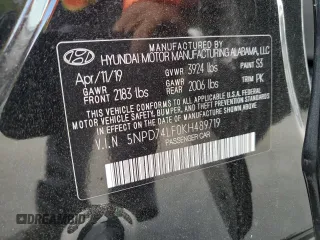 MANUFACTURED BY
HYUNDAI MOTOR MANUFACTURING ALABAMA, LLC
Apr/11/19 GVWR 3924 lbs PAINT S3
GAWR FRONT 2183 lbs GAWR REAR 2006 lbs TRIM PK
THIS VEHICLE CONFORMS TO ALL APPLICABLE FEDERAL MOTOR VEHICLE SAFETY, BUMPER, AND THEFT PREVENTION STANDARDS IN EFFECT ON THE DATE OF MANUFACTURE SHOWN ABOVE.
V.I.N 5NPD74LF0KH489719
PASSENGER CAR
DREAMBID